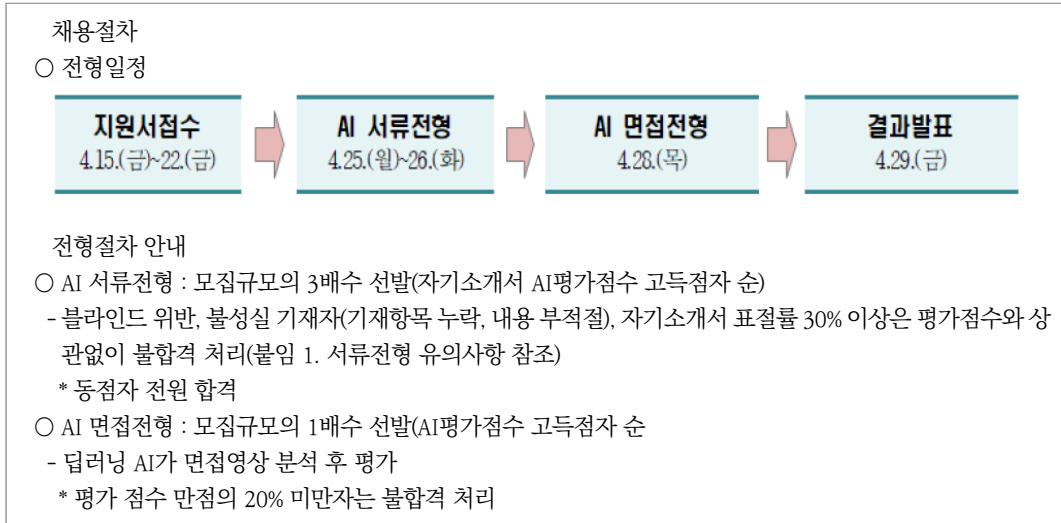 채용절차
○ 전형일정
지원서접수 AI 서류전형 AI 면접전형 결과발표
4.15.(금)~22.(금) 4.25.(월)~26.(화) 4.28.(목) 4.29.(금)
전형절차 안내
○ AI 서류전형 : 모집규모의 3배수 선발(자기소개서 AI평가점수 고득점자 순)
- 블라인드 위반, 불성실 기재자(기재항목 누락, 내용 부적절), 자기소개서 표절률 30% 이상은 평가점수와 상
관없이 불합격 처리(붙임 1. 서류전형 유의사항 참조)
* 동점자 전원 합격
○ AI 면접전형 : 모집규모의 1배수 선발(AI평가점수 고득점자 순
- 딥러닝 AI가 면접영상 분석 후 평가
* 평가 점수 만점의 20% 미만자는 불합격 처리